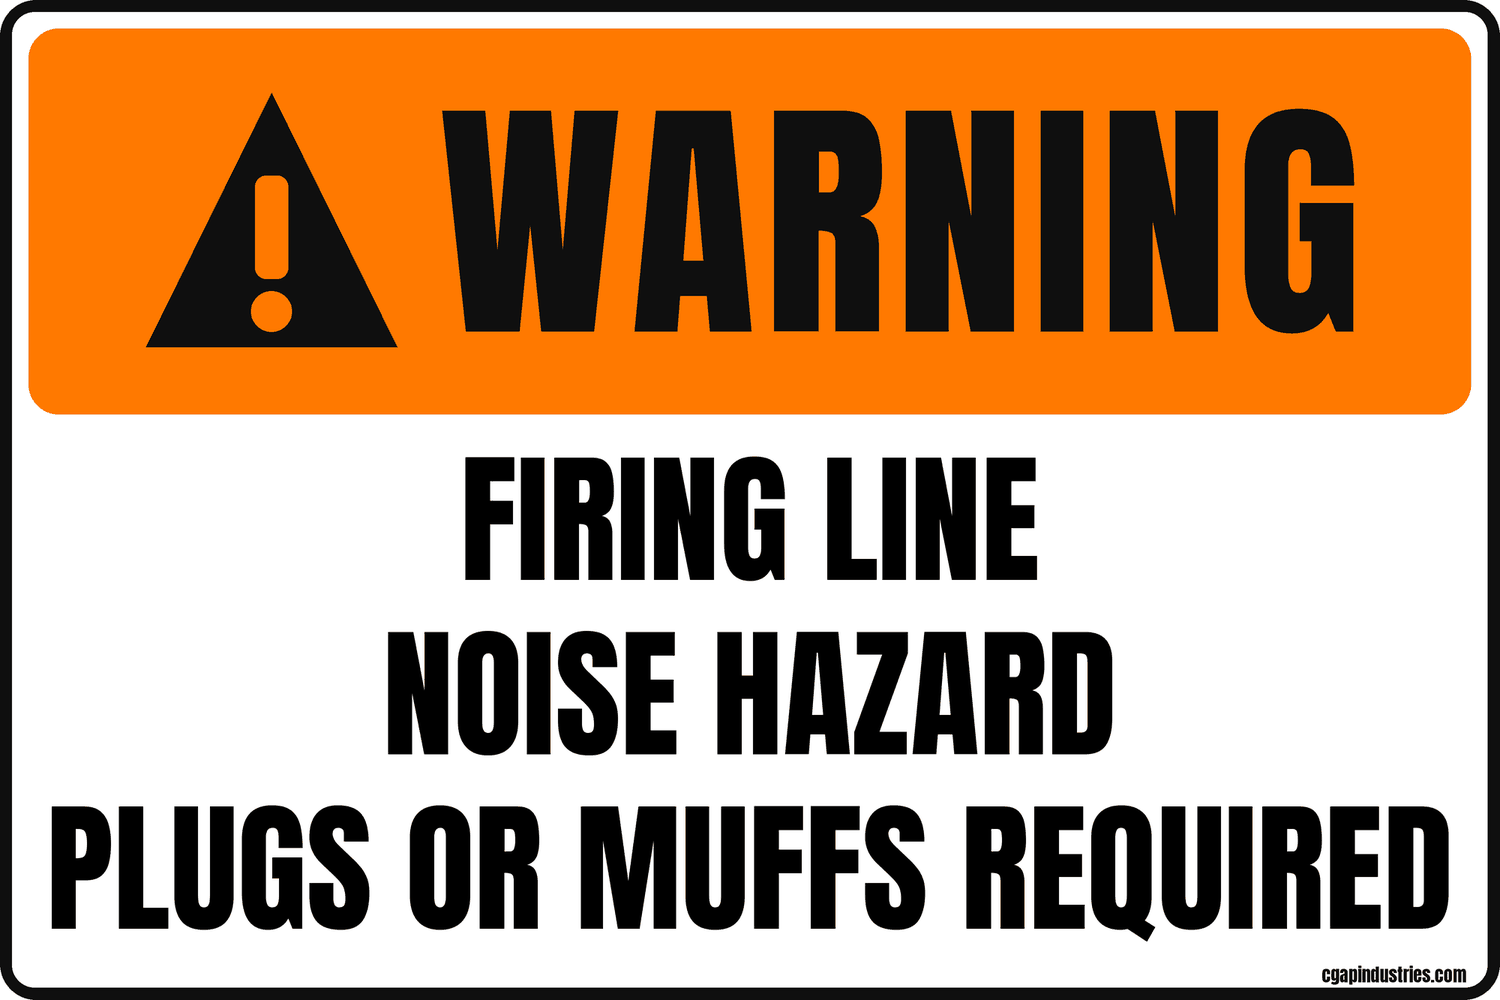 WARNING
FIRING LINE
NOISE HAZARD
PLUGS OR MUFFS REQUIRED
cgapindustries.com